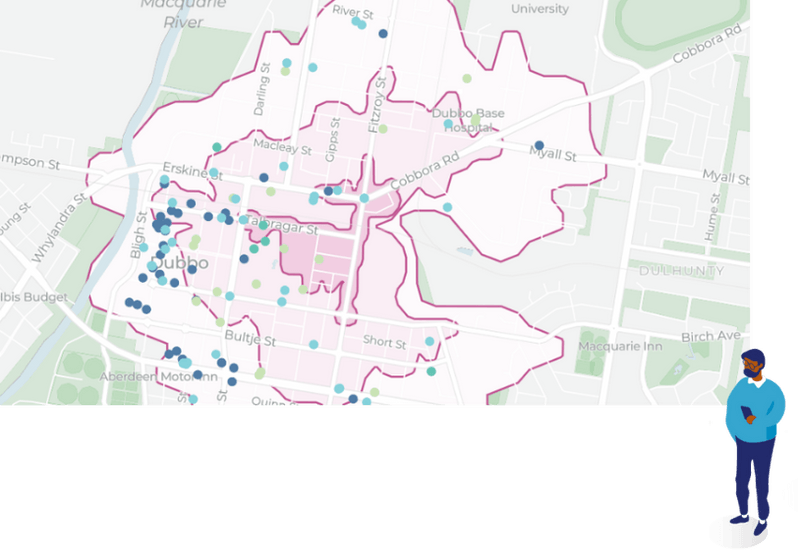 Macquarie
River
University
River St
Cobbora Rd
Darling St
Fitzroy St
Dubbo Base
Hospital
Gipps St
Macleay St
Myall St
Erskine St
Cobbora Rd
Myall St
Whylandra St
Hume St
Bligh St
Talbragar St
Dubbo
DULHUNTY
Ibis Budget
Bultje St
Short St
Macquarie Inn
Birch Ave
Aberdeen Motor Inn
St
St